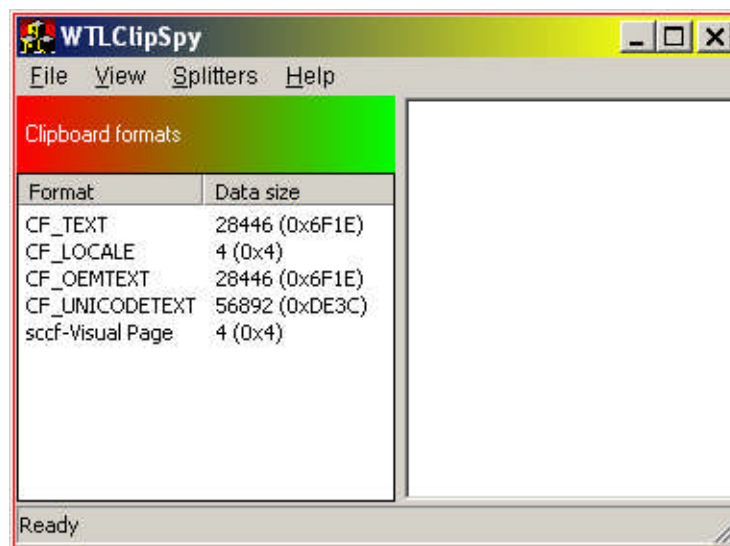 WTLClipSpy
File View Splitters Help
Clipboard formats
Format Data size
CF_TEXT 28446 (0x6F1E)
CF_LOCALE 4 (0x4)
CF_OEMTEXT 28446 (0x6F1E)
CF_UNICODETEXT 56892 (0xDE3C)
sccf-Visual Page 4 (0x4)
Ready